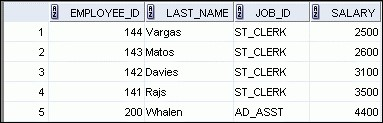 EMPLOYEE_ID LAST_NAME JOB_ID SALARY
1 144 Vargas ST_CLERK 2500
2 143 Matos ST_CLERK 2600
3 142 Davies ST_CLERK 3100
4 141 Rajs ST_CLERK 3500
5 200 Whalen AD_ASST 4400